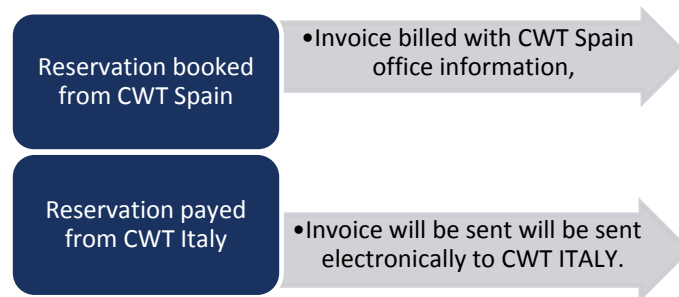 Reservation booked
from CWT Spain
•Invoice billed with CWT Spain
office information,
Reservation payed
from CWT Italy
•Invoice will be sent will be sent
electronically to CWT ITALY.